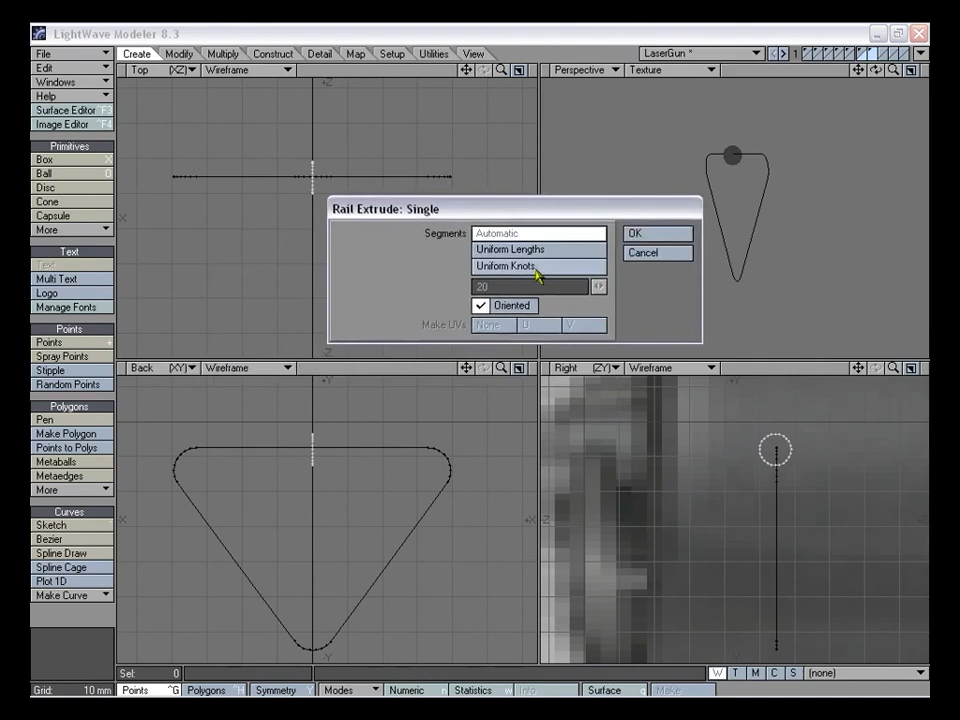 LightWave Modeler 8.3
File
Create Modify Multiply Construct Detail Map Setup Utilities View
LaserGun *
1
Edit
Windows
Help
Surface Editor F3
Image Editor ^F4
Primitives
Box X
Ball O
Disc
Cone
Capsule
More
Text
Text
Multi Text
Logo
Manage Fonts
Points
Points +
Spray Points
Stipple
Random Points
Polygons
Pen
Make Polygon
Points to Polys
Metaballs
Metaedges
More
Curves
Sketch
Bezier
Spline Draw
Spline Cage
Plot 1D
Make Curve
Top (XZ) Wireframe
Perspective Texture
+Z
-X
-Z
Rail Extrude: Single
Segments Automatic
Uniform Lengths
Uniform Knots
20
Oriented
Make UVs None U V
OK
Cancel
Back (XY) Wireframe
Right (ZY) Wireframe
+Y
+Y
-X
+X
-Z
+Z
-Y
-Y
Sel: 0
W T M C S (none)
Grid: 10 mm Points ^G Polygons ^H Symmetry Y Modes Numeric n Statistics w Info Surface q Make